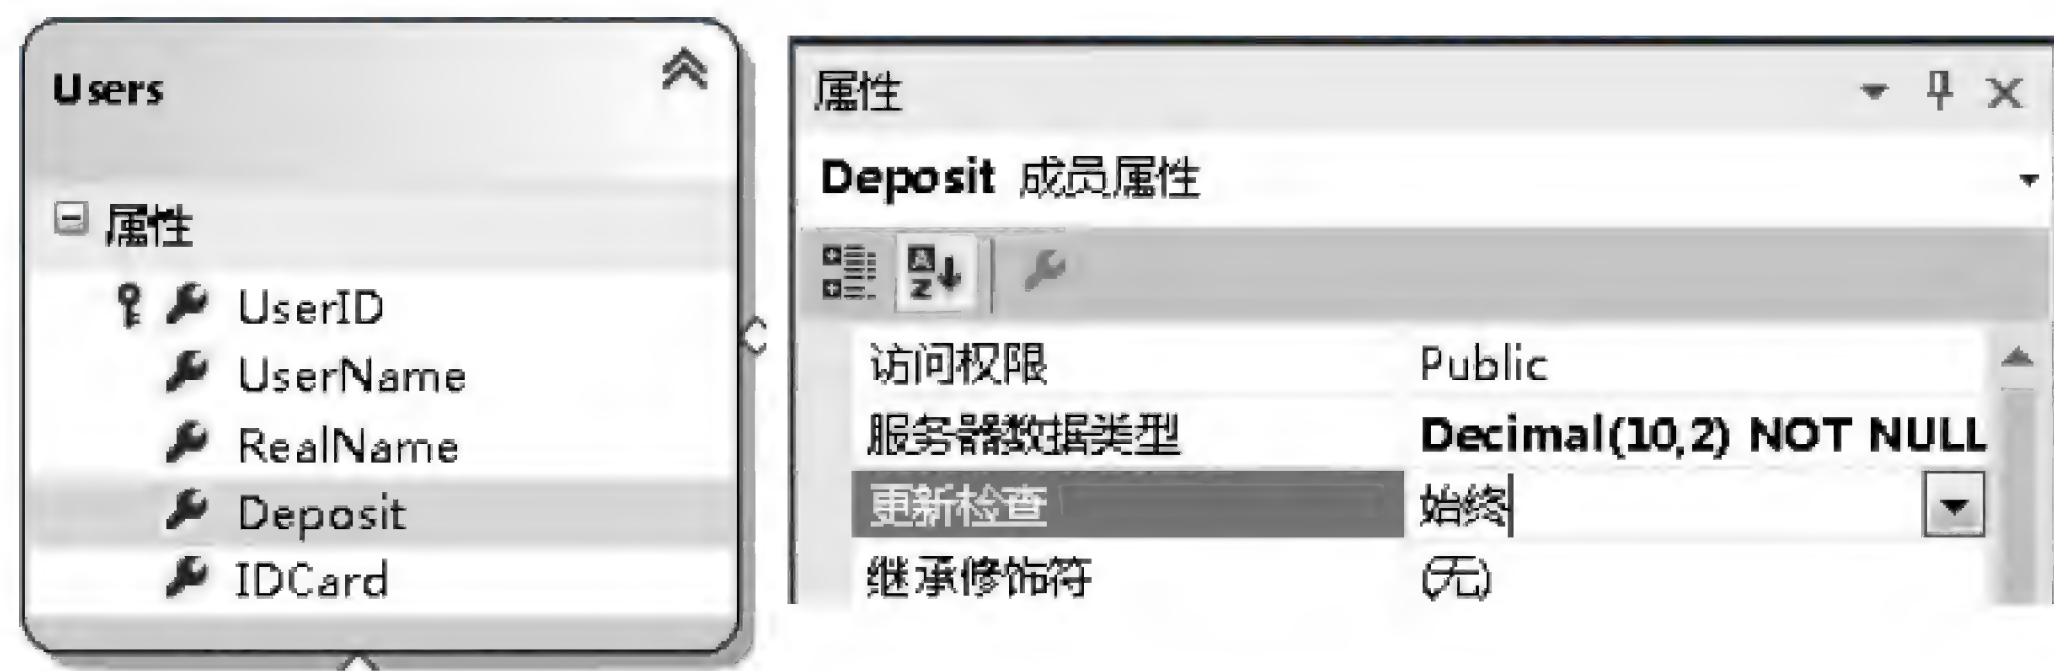 Users
属性
UserID
UserName
RealName
Deposit
IDCard
属性
Deposit 成员属性
访问权限 Public
服务器数据类型 Decimal(10,2) NOT NULL
更新检查 始终
继承修饰符 (无)